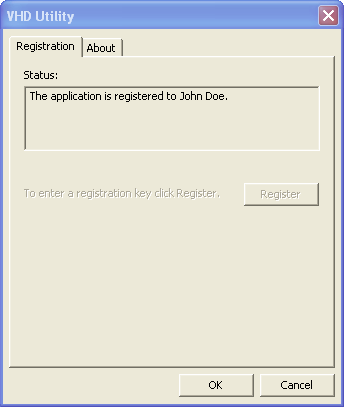 VHD Utility
Registration About
Status:
The application is registered to John Doe.
To enter a registration key click Register. Register
OK Cancel